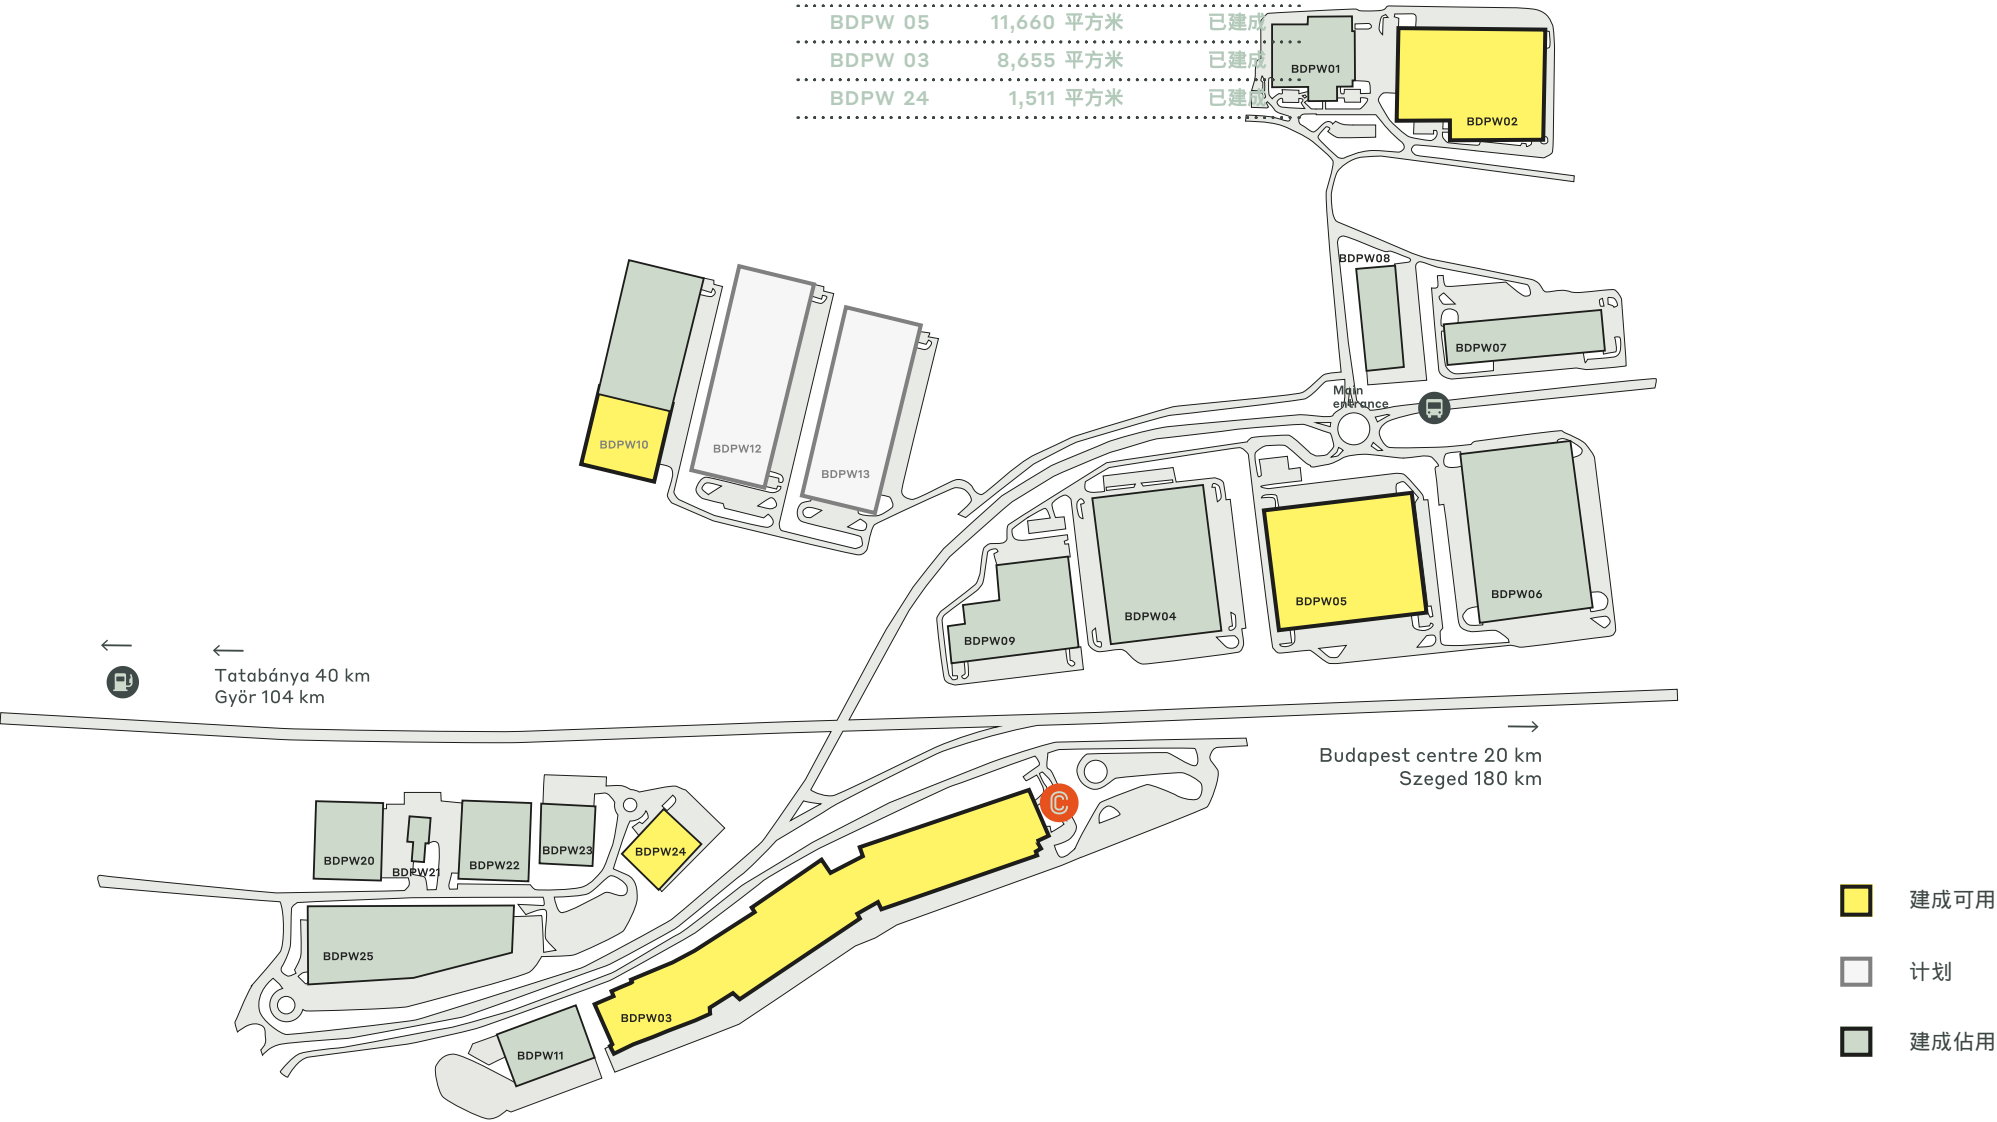 BDPW 05 11,660 平方米 已建成
BDPW 03 8,655 平方米 已建成
BDPW 24 1,511 平方米 已建成
BDPW01
BDPW02
BDPW08
BDPW07
Main
entrance
BDPW10
BDPW12
BDPW13
BDPW09
BDPW04
BDPW05
BDPW06
Tatabánya 40 km
Györ 104 km
Budapest centre 20 km
Szeged 180 km
BDPW20
BDPW21
BDPW22
BDPW23
BDPW24
BDPW25
BDPW03
BDPW11
C
建成可用
计划
建成佔用